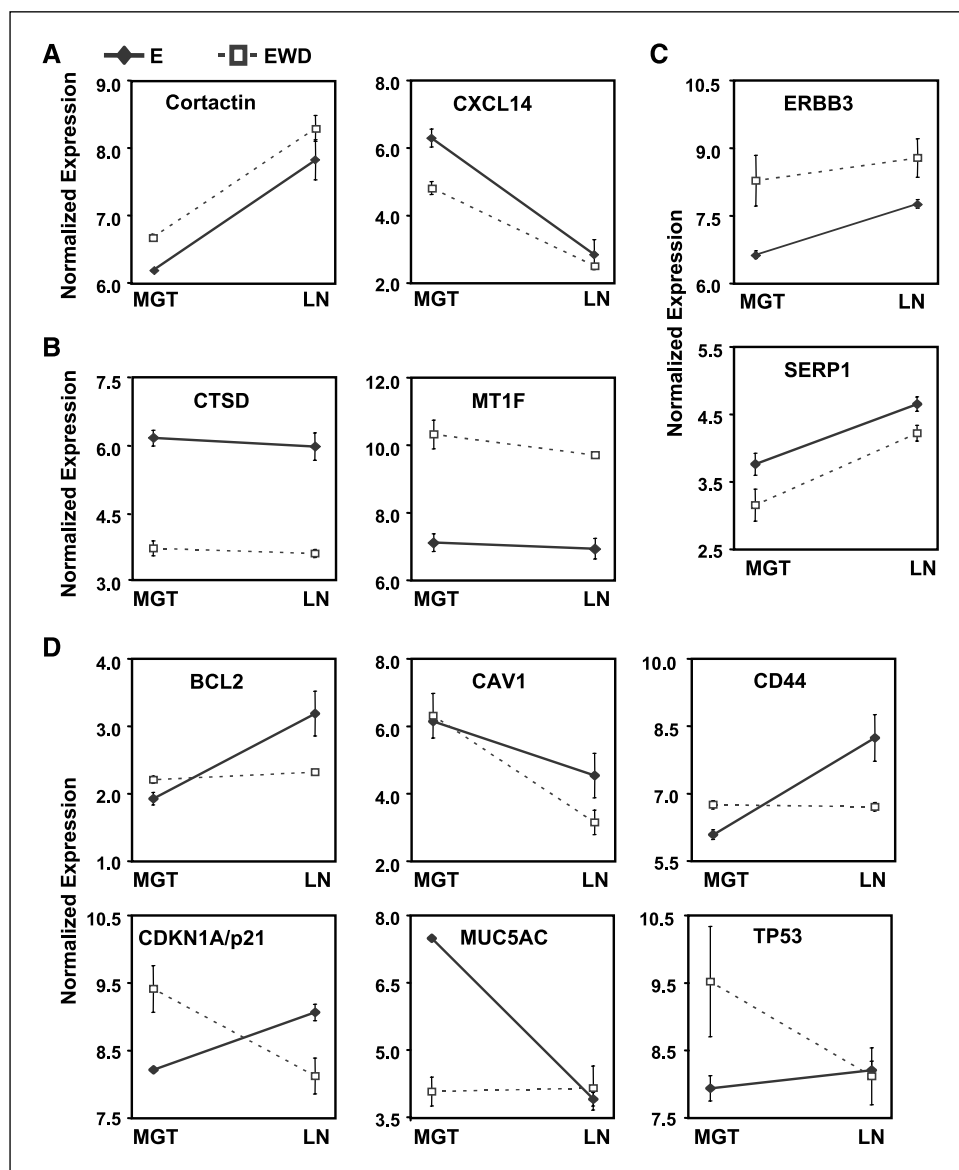 A
E
EWD
Normalized Expression
Cortactin
9.0
8.0
7.0
6.0
MGT LN
CXCL14
8.0
6.0
4.0
2.0
MGT LN
B
Normalized Expression
CTSD
7.5
6.0
4.5
3.0
MGT LN
MT1F
12.0
10.0
8.0
6.0
MGT LN
C
Normalized Expression
ERBB3
10.5
9.0
7.5
6.0
MGT LN
SERP1
5.5
4.5
3.5
2.5
MGT LN
D
Normalized Expression
BCL2
4.0
3.0
2.0
1.0
MGT LN
CAV1
8.0
6.0
4.0
2.0
MGT LN
CD44
10.0
8.5
7.0
5.5
MGT LN
CDKN1A/p21
10.5
9.5
8.5
7.5
MGT LN
MUC5AC
8.0
6.5
5.0
3.5
MGT LN
TP53
10.5
9.5
8.5
7.5
MGT LN